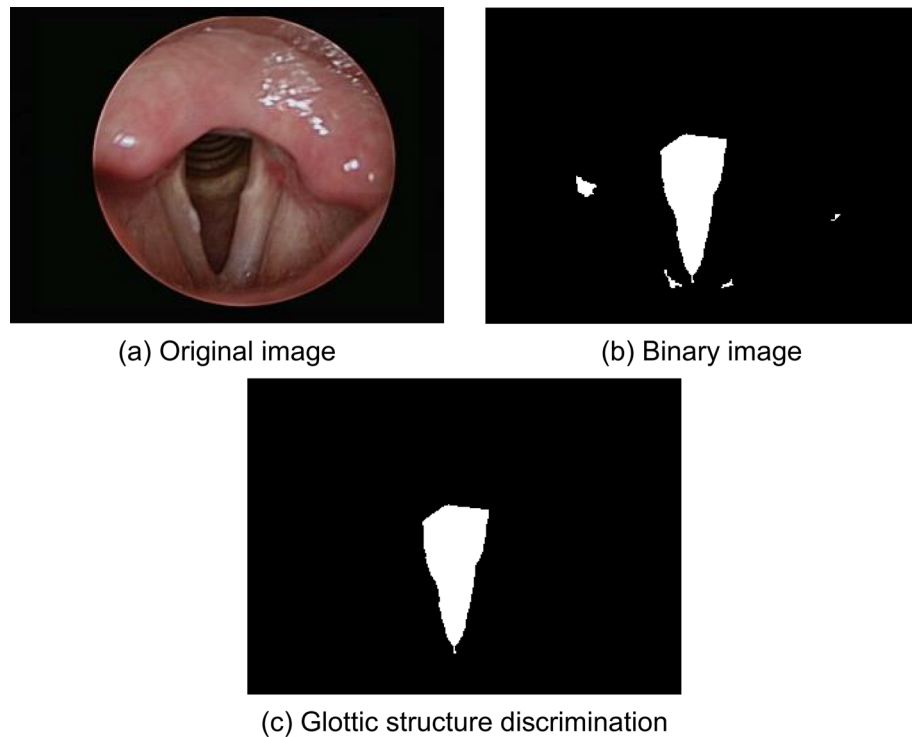 (a) Original image
(b) Binary image
(c) Glottic structure discrimination